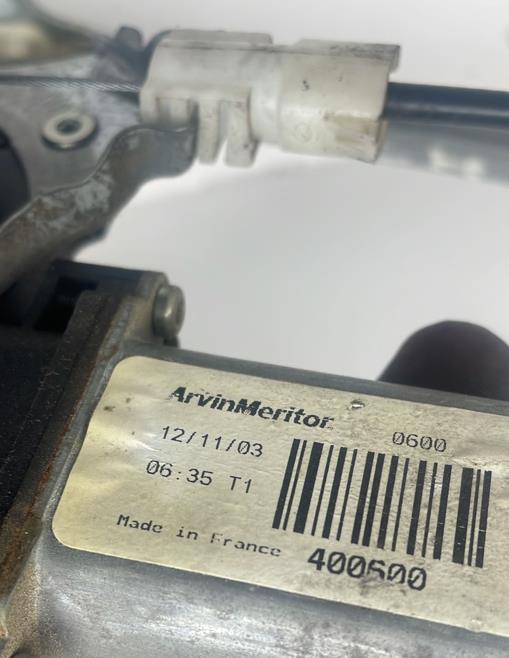 ArvinMeritor
0600
12/11/03
06:35 T1
Made in France
400600